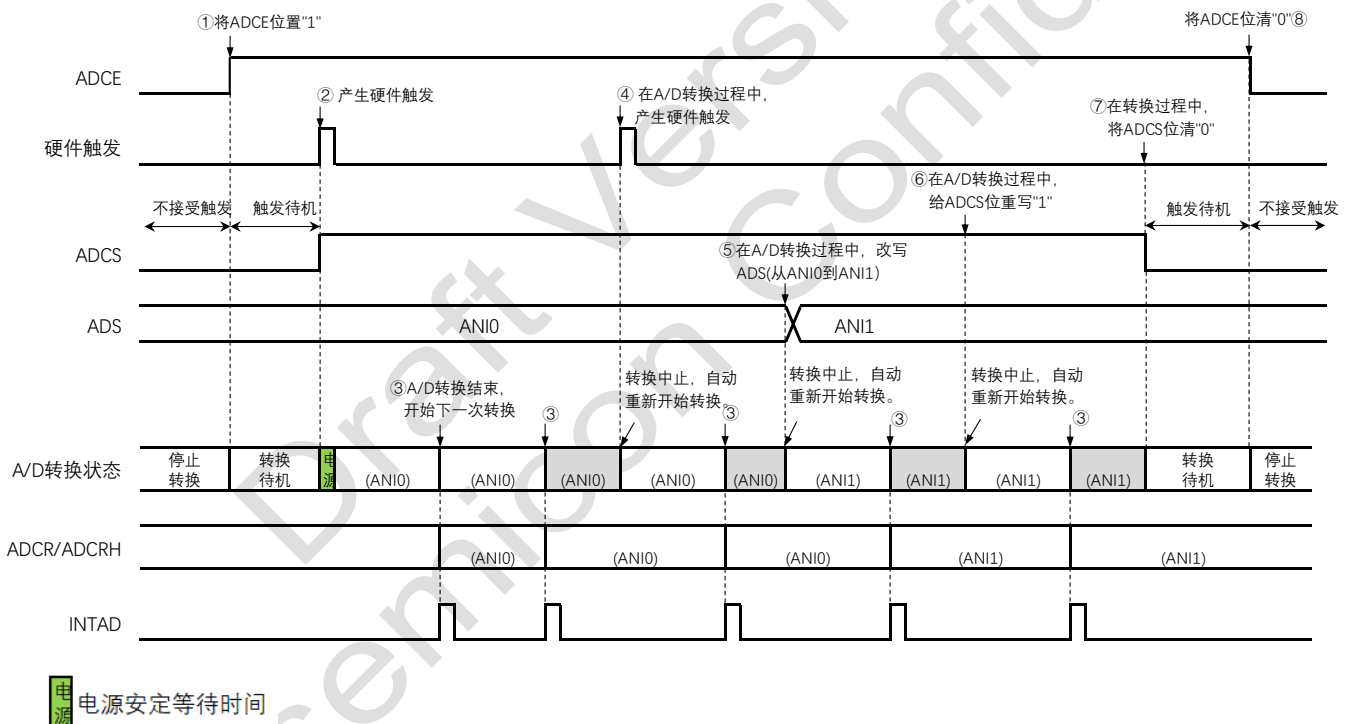 ①将ADCE位置"1"
将ADCE位清"0"⑧
ADCE
② 产生硬件触发
④ 在A/D转换过程中，
产生硬件触发
⑦在转换过程中，
将ADCS位清"0"
硬件触发
⑥在A/D转换过程中，
给ADCS位重写"1"
不接受触发
触发待机
触发待机
不接受触发
ADCS
⑤在A/D转换过程中，改写
ADS(从ANI0到ANI1）
ADS
ANI0
ANI1
③A/D转换结束，
开始下一次转换
③
转换中止，自动
重新开始转换。
③
转换中止，自动
重新开始转换。
③
转换中止，自动
重新开始转换。
③
A/D转换状态
停止
转换
转换
待机
电
源
(ANI0)
(ANI0)
(ANI0)
(ANI0)
(ANI0)
(ANI1)
(ANI1)
(ANI1)
(ANI1)
转换
待机
停止
转换
ADCR/ADCRH
(ANI0)
(ANI0)
(ANI0)
(ANI1)
(ANI1)
INTAD
电
源
电源安定等待时间
Draft Versi
semicon Confid